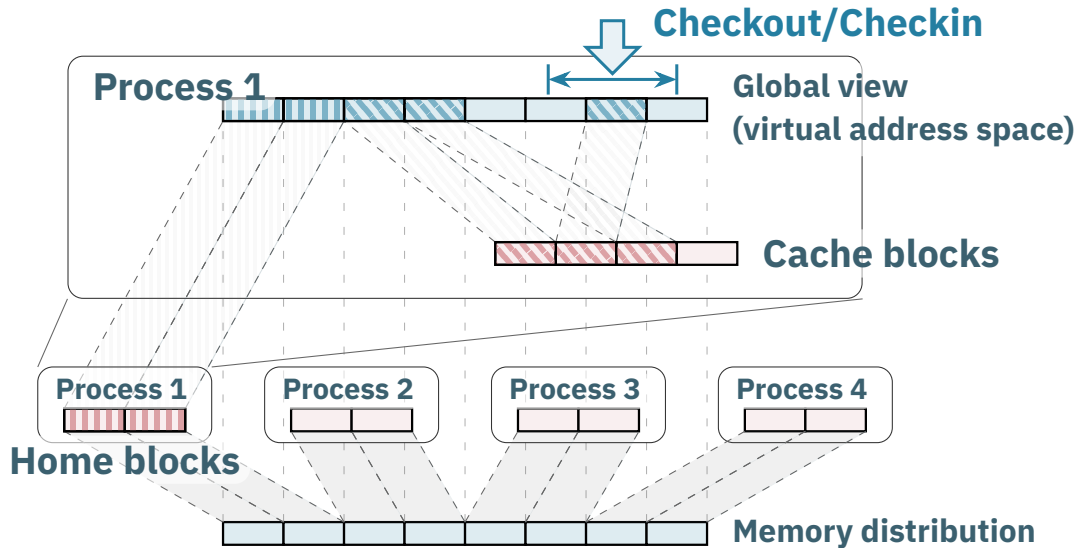 Checkout/Checkin
Process 1
Global view
(virtual address space)
Cache blocks
Process 1
Process 2
Process 3
Process 4
Home blocks
Memory distribution